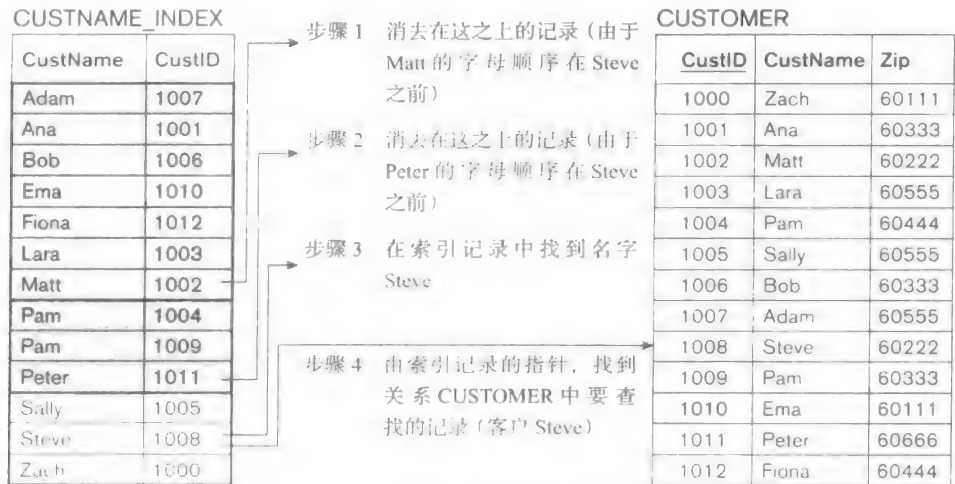 CUSTNAME_INDEX
CustName CustID
Adam 1007
Ana 1001
Bob 1006
Ema 1010
Fiona 1012
Lara 1003
Matt 1002
Pam 1004
Pam 1009
Peter 1011
Sally 1005
Steve 1008
Zach 1000
步骤 1 消去在这之上的记录（由于
Matt 的字母顺序在 Steve
之前）
步骤 2 消去在这之上的记录（由于
Peter 的字母顺序在 Steve
之前）
步骤 3 在索引记录中找到名字
Steve
步骤 4 由索引记录的指针，找到
关系 CUSTOMER 中要查
找的记录（客户 Steve）
CUSTOMER
CustID CustName Zip
1000 Zach 60111
1001 Ana 60333
1002 Matt 60222
1003 Lara 60555
1004 Pam 60444
1005 Sally 60555
1006 Bob 60333
1007 Adam 60555
1008 Steve 60222
1009 Pam 60333
1010 Ema 60111
1011 Peter 60666
1012 Fiona 60444